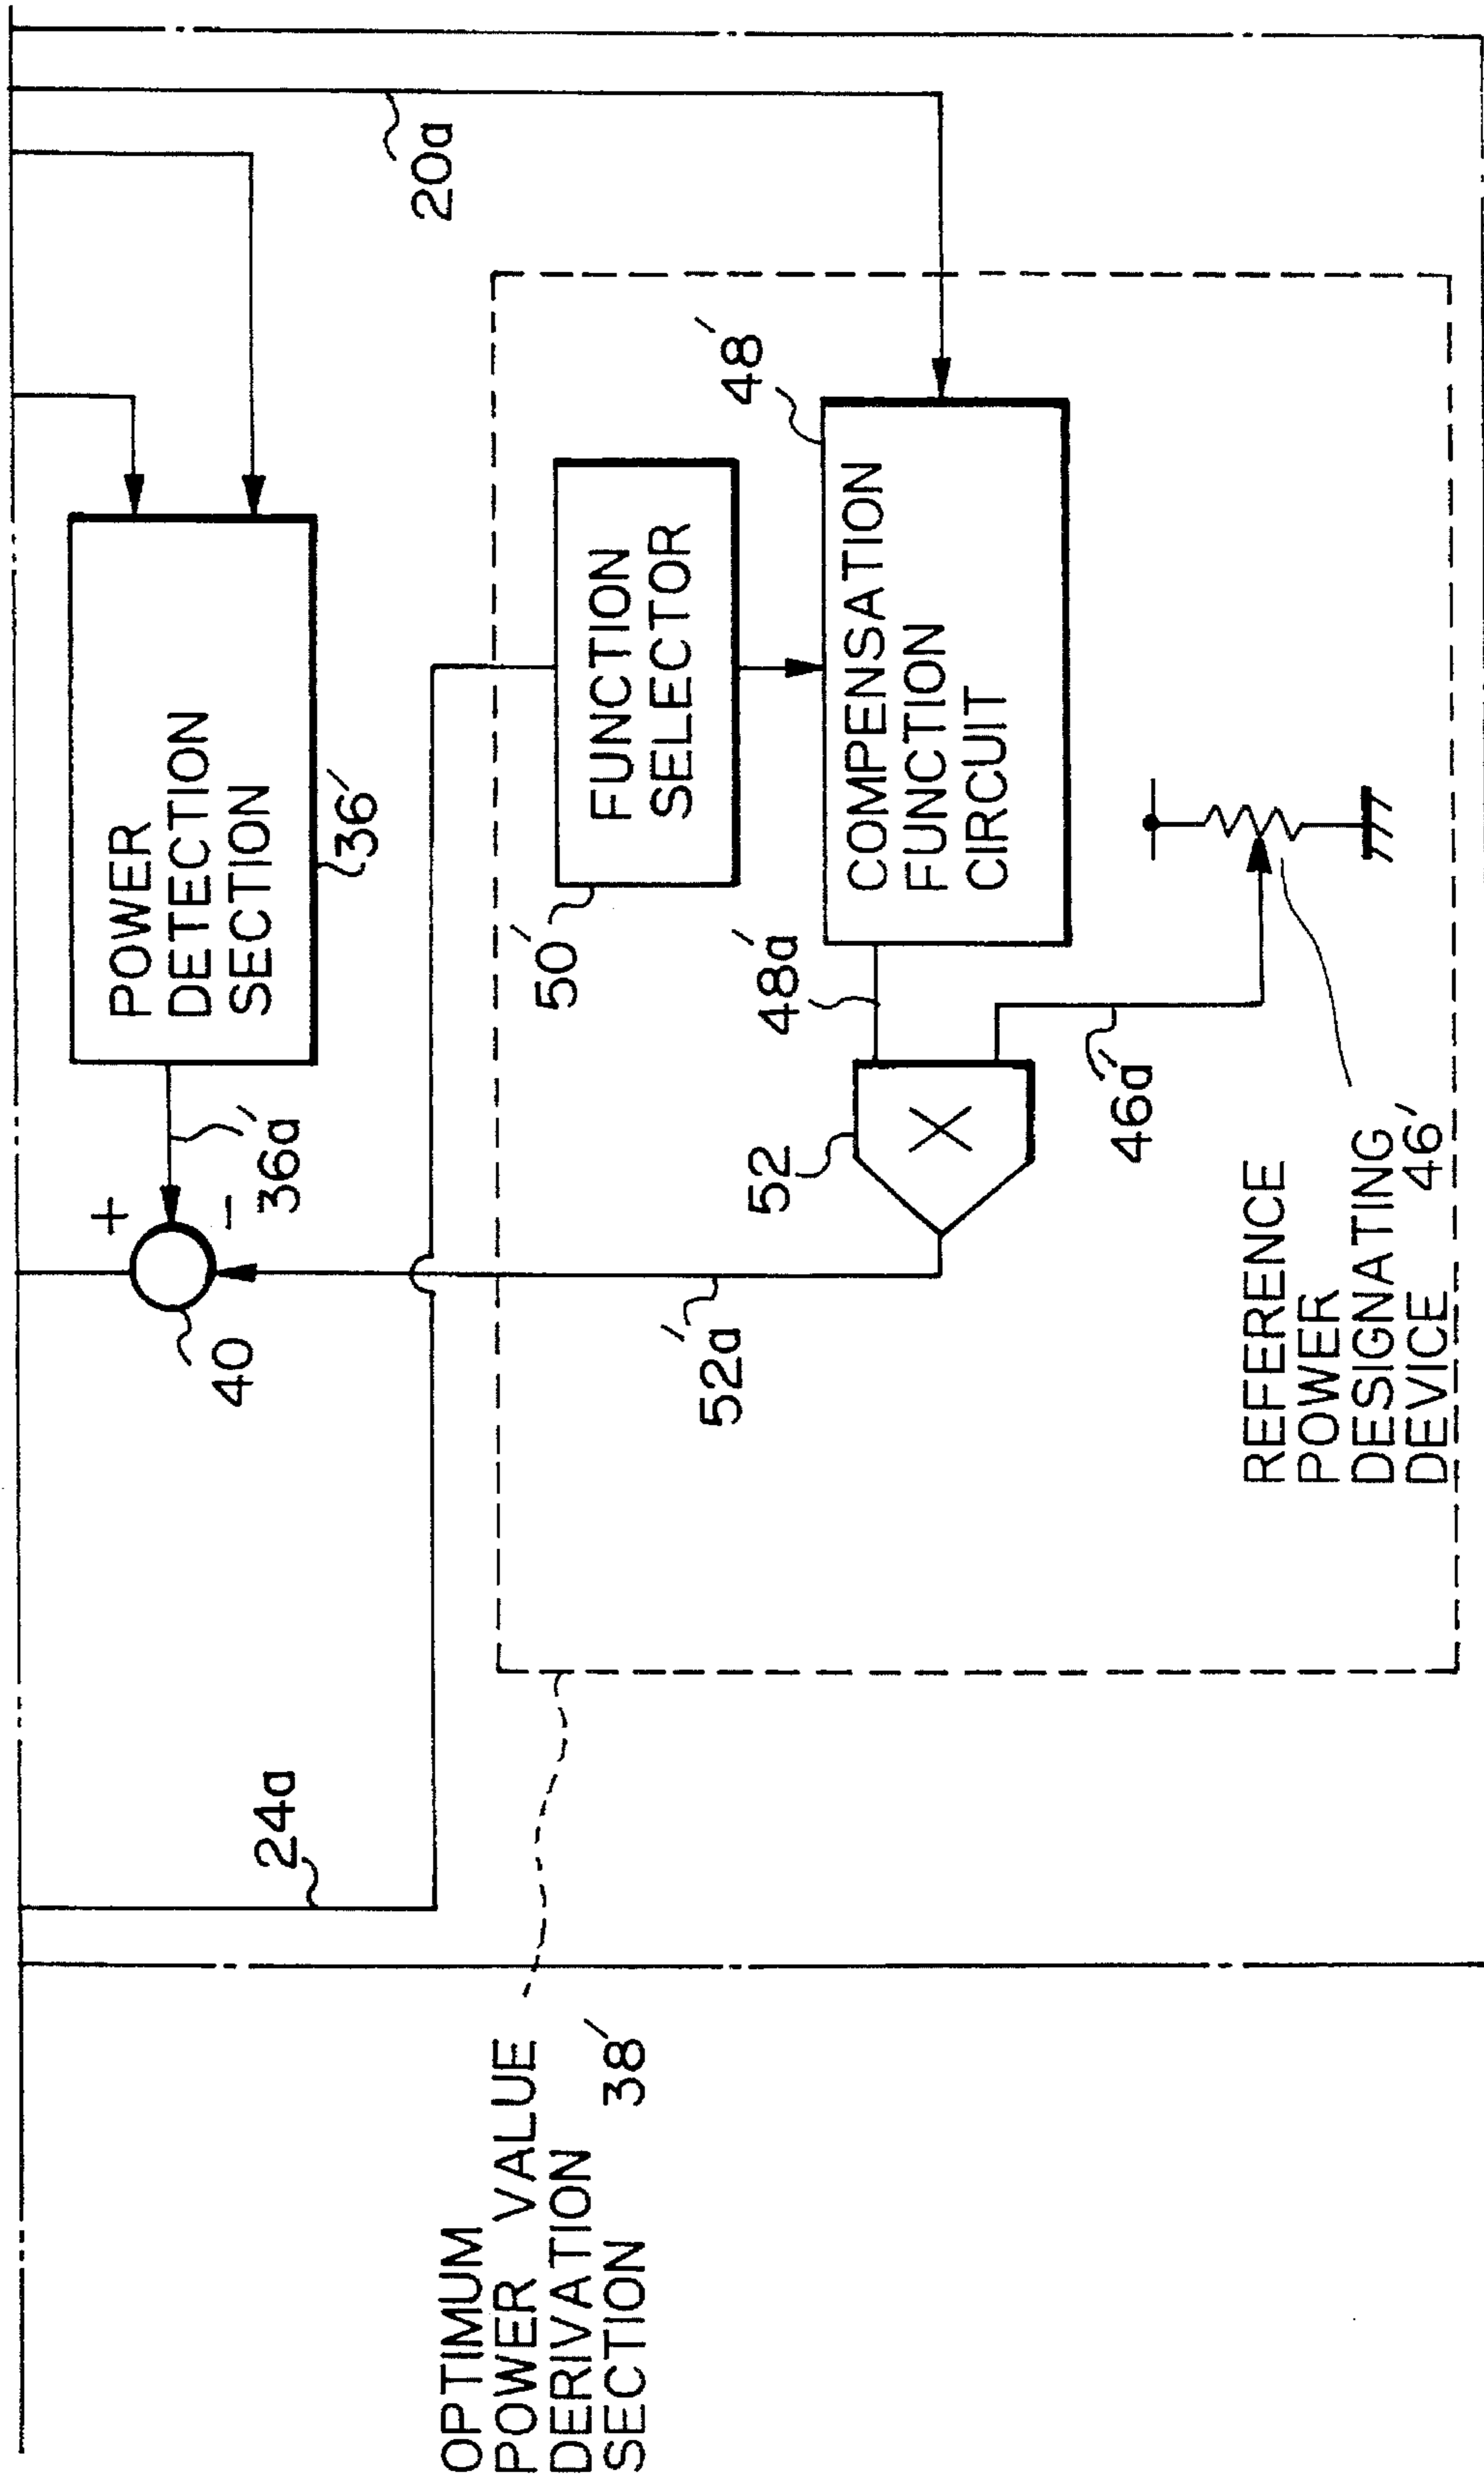 OPTIMUM
POWER VALUE
DERIVATION
SECTION 38'
24a
40
+
−
36a'
POWER
DETECTION
SECTION
36'
20a
52a'
52
X
50'
FUNCTION
SELECTOR
48'
48a'
COMPENSATION
FUNCTION
CIRCUIT
46a'
REFERENCE
POWER
DESIGNATING
DEVICE 46'